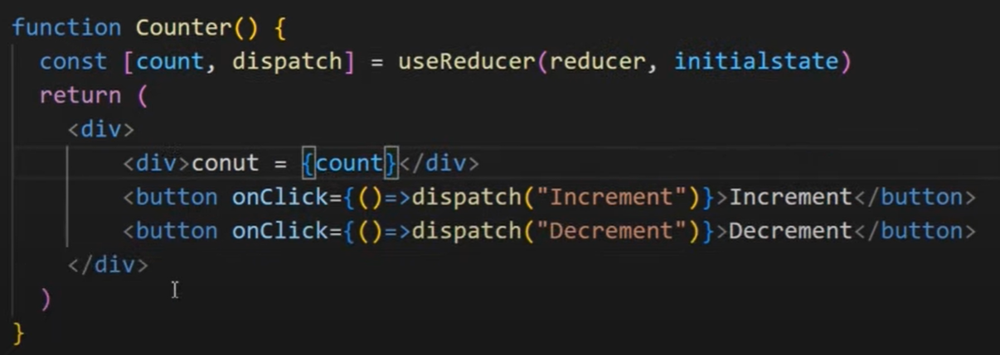 function Counter() {
const [count, dispatch] = useReducer(reducer, initialstate)
return (
<div>
<div>conut = {count}</div>
<button onClick={()=>dispatch("Increment")}>Increment</button>
<button onClick={()=>dispatch("Decrement")}>Decrement</button>
</div>
)
}